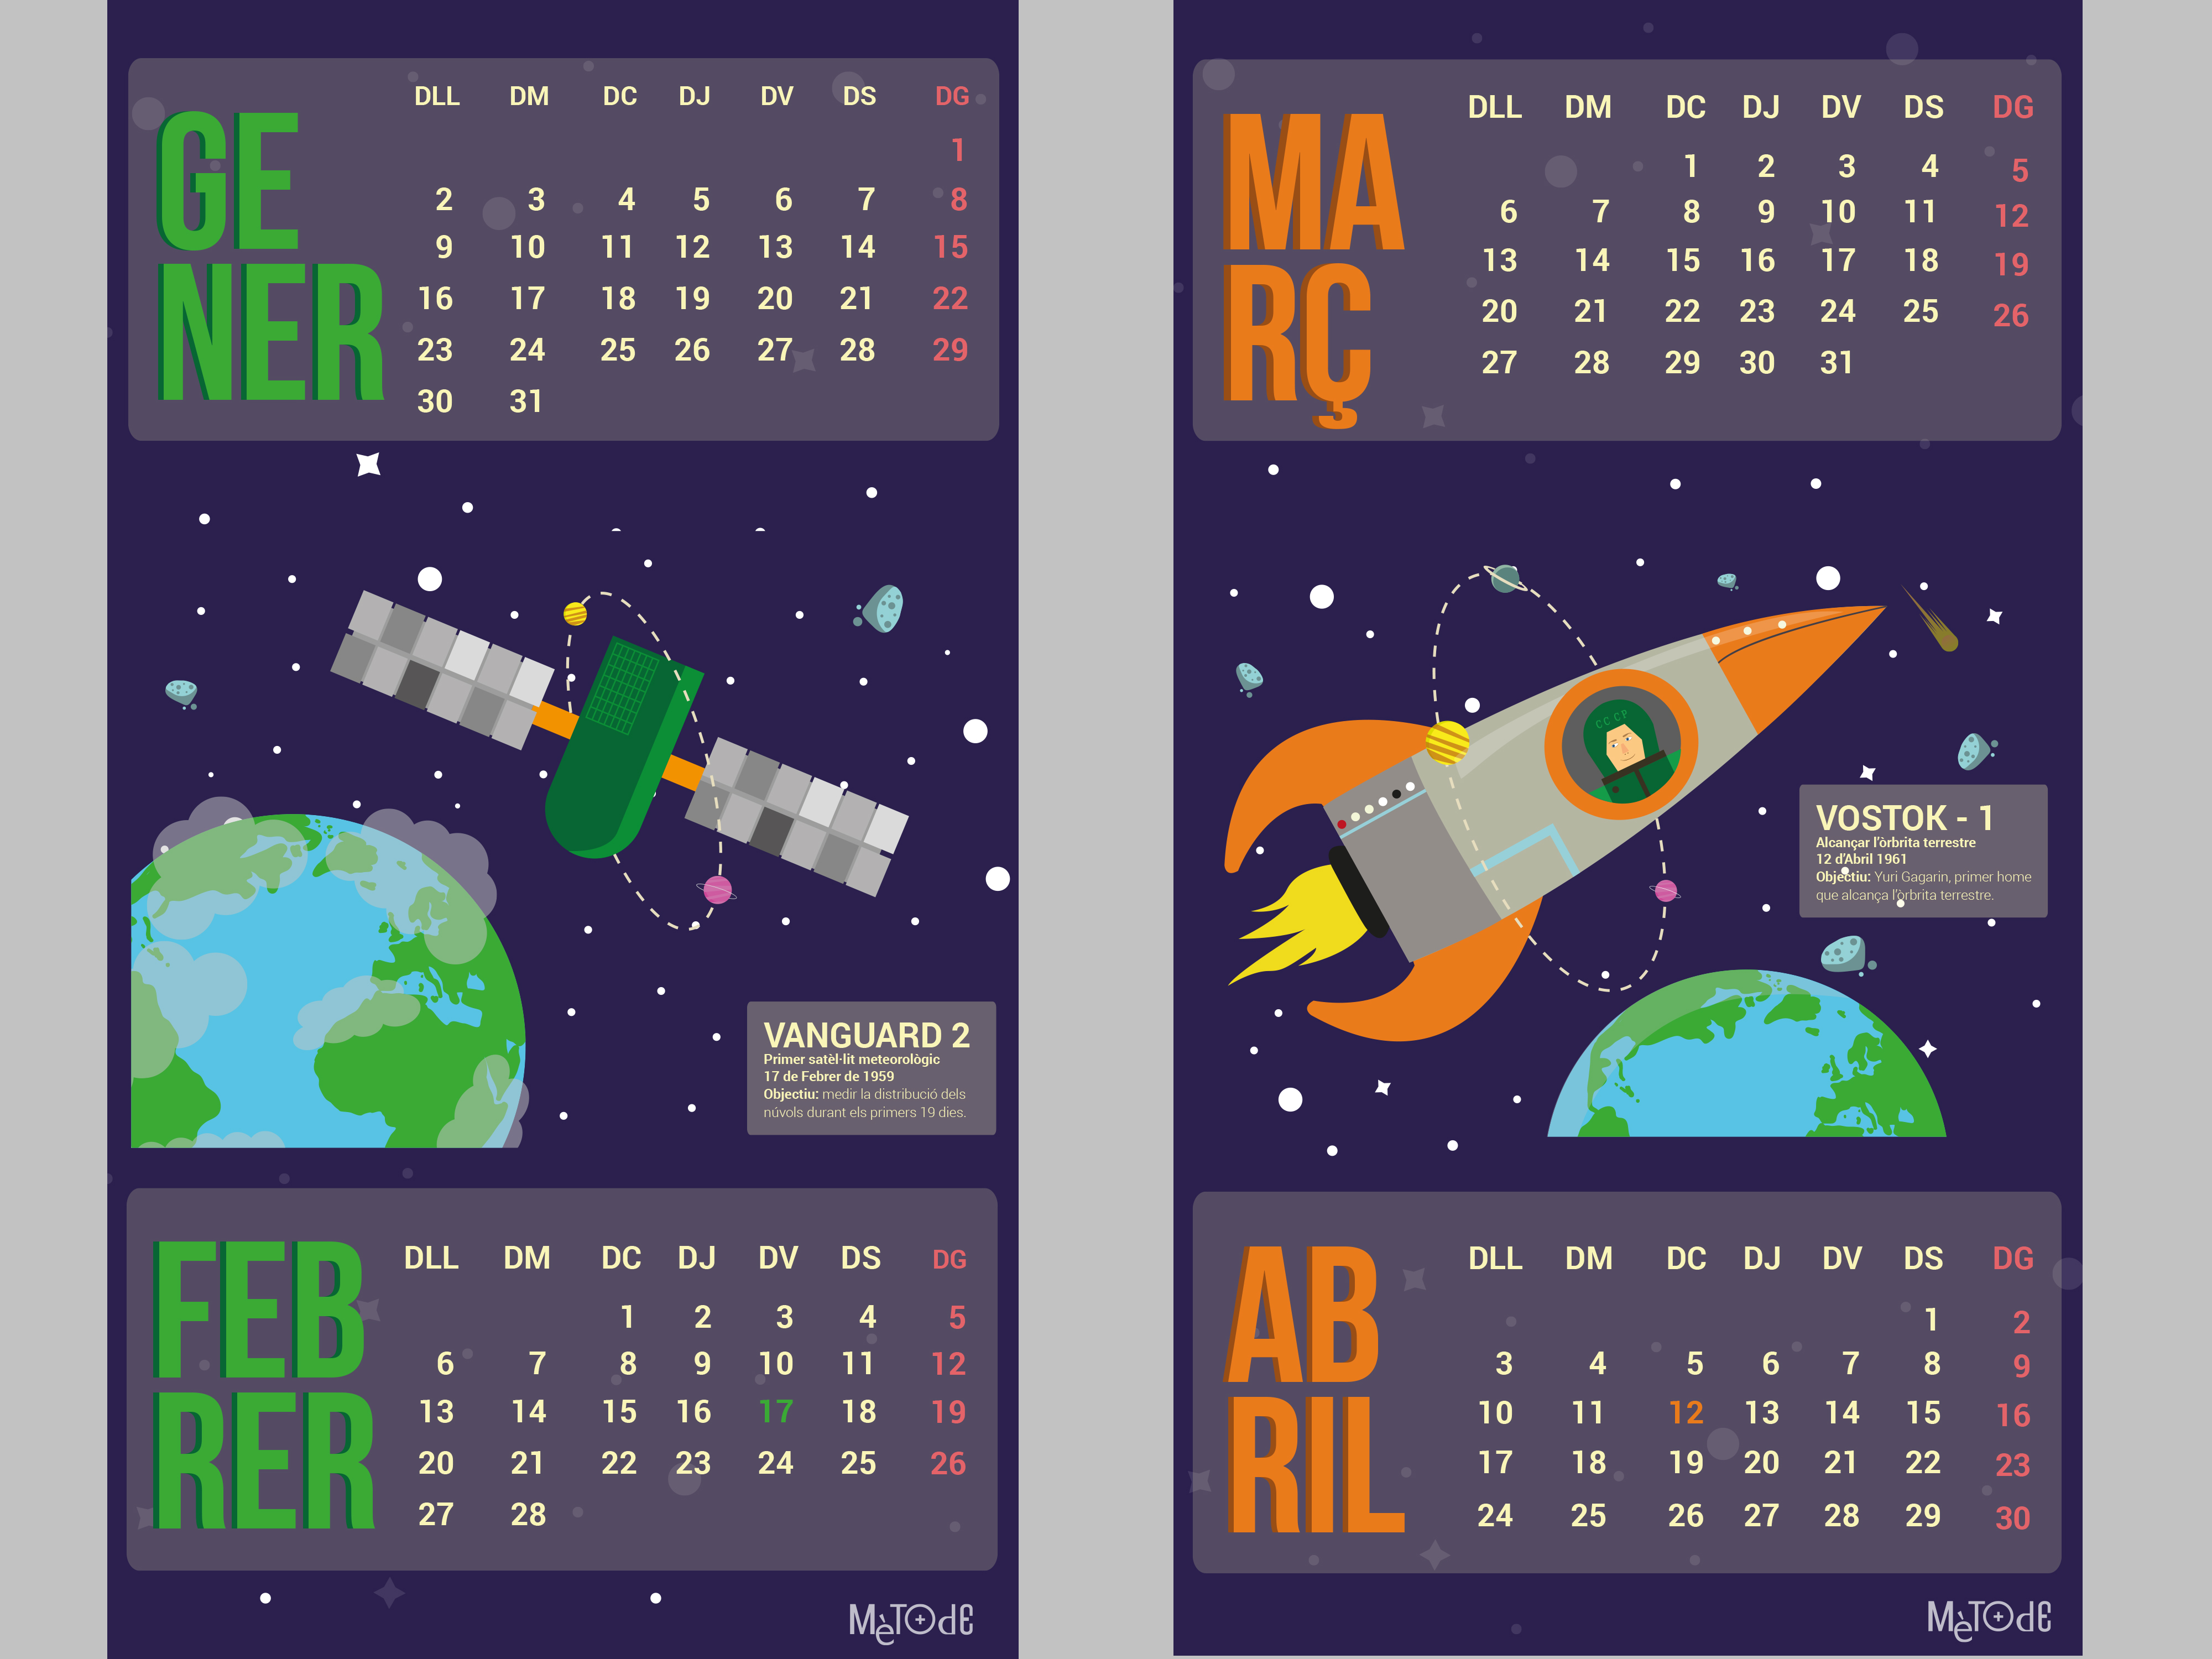 GE
NER
DLL DM DC DJ DV DS DG
1
2 3 4 5 6 7 8
9 10 11 12 13 14 15
16 17 18 19 20 21 22
23 24 25 26 27 28 29
30 31
VANGUARD 2
Primer satèl·lit meteorològic
17 de Febrer de 1959
Objectiu: medir la distribució dels
núvols durant els primers 19 dies.
FEB
RER
DLL DM DC DJ DV DS DG
1 2 3 4 5
6 7 8 9 10 11 12
13 14 15 16 17 18 19
20 21 22 23 24 25 26
27 28
MèTOdE
MA
RÇ
DLL DM DC DJ DV DS DG
1 2 3 4 5
6 7 8 9 10 11 12
13 14 15 16 17 18 19
20 21 22 23 24 25 26
27 28 29 30 31
CCCP
VOSTOK - 1
Alcançar l'òrbrita terrestre
12 d'Abril 1961
Objectiu: Yuri Gagarin, primer home
que alcança l'òrbrita terrestre.
AB
RIL
DLL DM DC DJ DV DS DG
1 2
3 4 5 6 7 8 9
10 11 12 13 14 15 16
17 18 19 20 21 22 23
24 25 26 27 28 29 30
MèTOdE